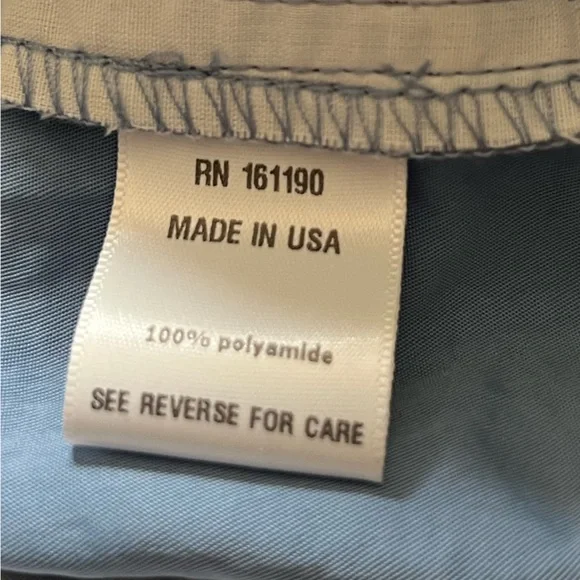 RN 161190
MADE IN USA
100% polyamide
SEE REVERSE FOR CARE